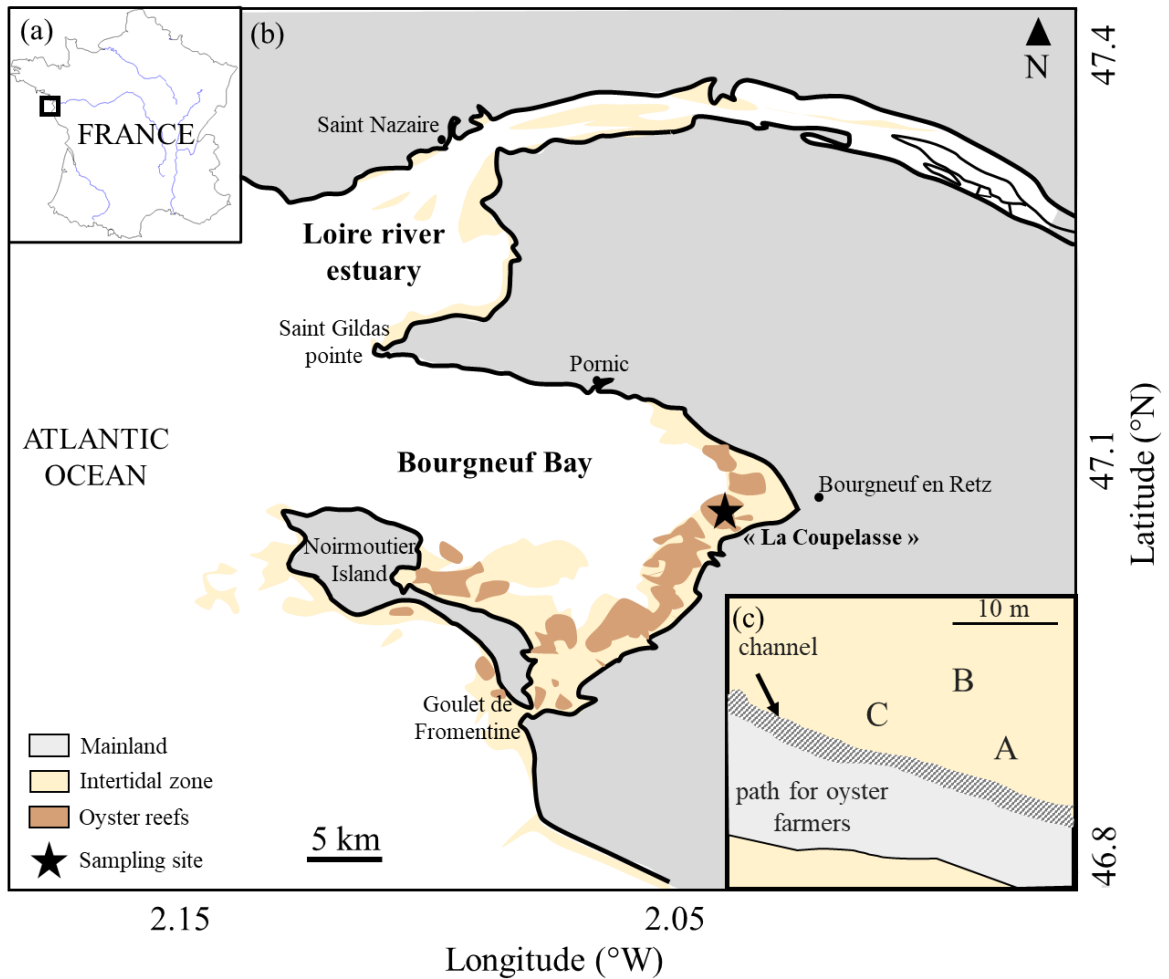 (a)
FRANCE
(b)
N
47.4
Saint Nazaire
Loire river
estuary
Saint Gildas
pointe
Pornic
ATLANTIC
OCEAN
Bourgneuf Bay
47.1
Latitude (°N)
Bourgneuf en Retz
« La Coupelasse »
Noirmoutier
Island
Goulet de
Fromentine
(c)
10 m
channel
B
C
A
path for oyster
farmers
Mainland
Intertidal zone
Oyster reefs
Sampling site
5 km
46.8
2.15
2.05
Longitude (°W)